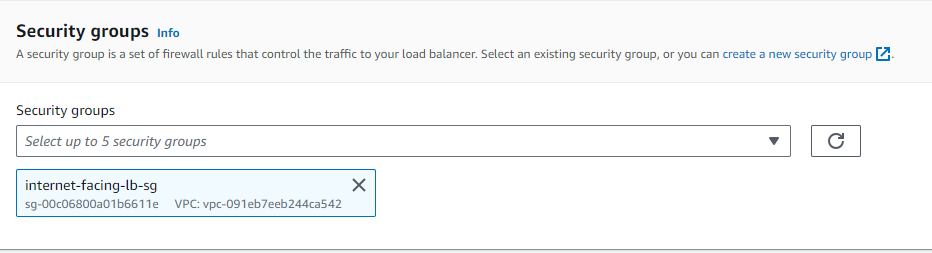 Security groups Info
A security group is a set of firewall rules that control the traffic to your load balancer. Select an existing security group, or you can create a new security group.
Security groups
Select up to 5 security groups
internet-facing-lb-sg
sg-00c06800a01b6611e VPC: vpc-091eb7eeb244ca542